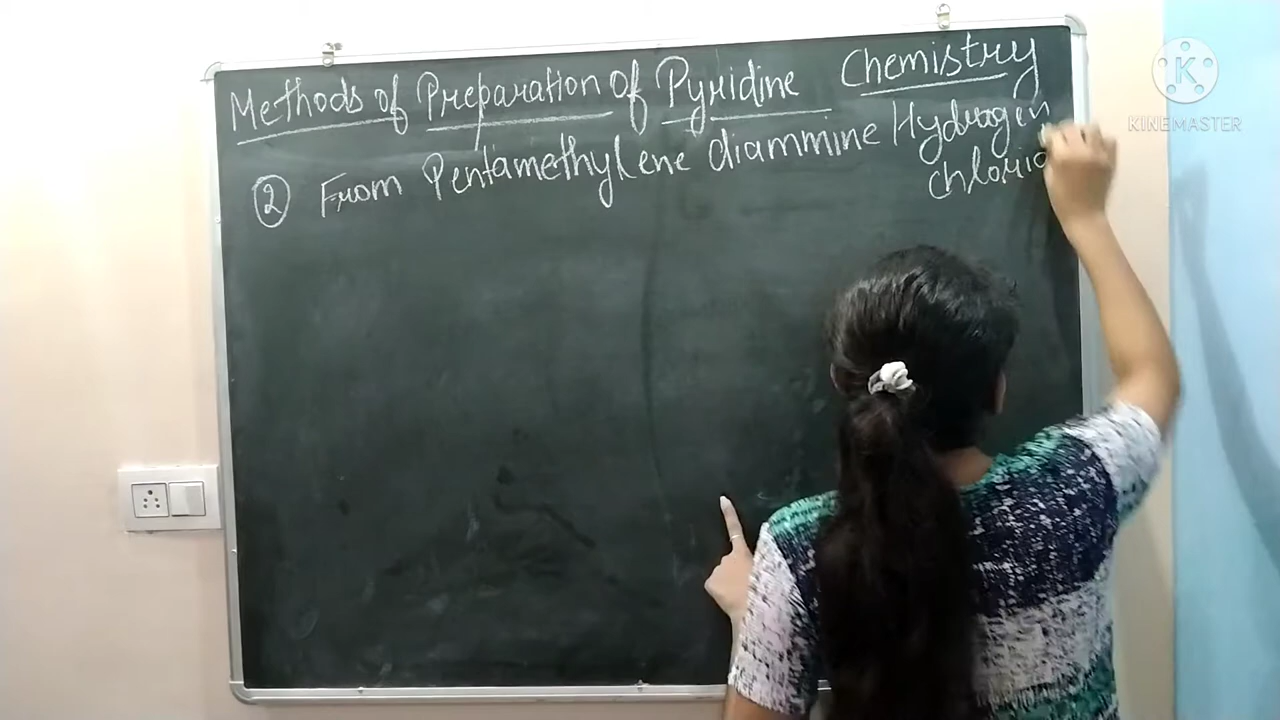 Methods of Preparation of Pyridine Chemistry
② From Pentamethylene diammine Hydrogen
chlorid
K
KINEMASTER